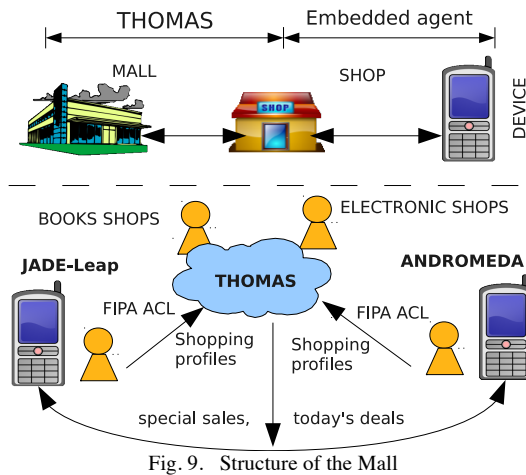 THOMAS
Embedded agent
MALL
SHOP
SHOP
DEVICE
BOOKS SHOPS
ELECTRONIC SHOPS
JADE-Leap
THOMAS
ANDROMEDA
FIPA ACL
FIPA ACL
Shopping
profiles
Shopping
profiles
special sales,
today's deals
Fig. 9. Structure of the Mall